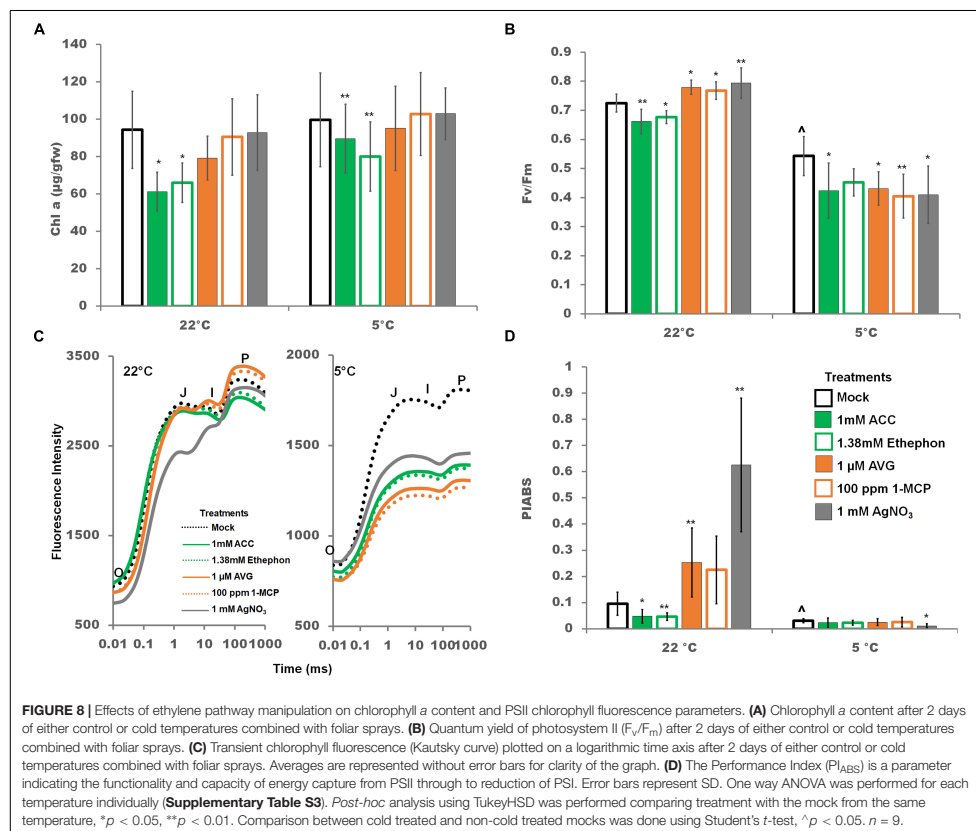 A
Chl a (µg/gfw)
140
120
100
80
60
40
20
0
* * ** **
22°C 5°C
B
Fv/Fm
0.9
0.8
0.7
0.6
0.5
0.4
0.3
0.2
0.1
0
** * * * ** ^ * * ** *
22°C 5°C
C
Fluorescence Intensity
3500
2500
1500
500
22°C
O J I P
Treatments
Mock
1mM ACC
1.38mM Ethephon
1 µM AVG
100 ppm 1-MCP
1 mM AgNO3
0.01 0.1 1 10 100 1000
2000
1500
1000
500
5°C
O J I P
0.01 0.1 1 10 100 1000
Time (ms)
D
PIABS
1
0.9
0.8
0.7
0.6
0.5
0.4
0.3
0.2
0.1
0
* ** ** ** ^ *
22 °C 5 °C
Treatments
Mock
1mM ACC
1.38mM Ethephon
1 µM AVG
100 ppm 1-MCP
1 mM AgNO3
FIGURE 8 | Effects of ethylene pathway manipulation on chlorophyll a content and PSII chlorophyll fluorescence parameters. (A) Chlorophyll a content after 2 days
of either control or cold temperatures combined with foliar sprays. (B) Quantum yield of photosystem II (Fv/Fm) after 2 days of either control or cold temperatures
combined with foliar sprays. (C) Transient chlorophyll fluorescence (Kautsky curve) plotted on a logarithmic time axis after 2 days of either control or cold
temperatures combined with foliar sprays. Averages are represented without error bars for clarity of the graph. (D) The Performance Index (PIABS) is a parameter
indicating the functionality and capacity of energy capture from PSII through to reduction of PSI. Error bars represent SD. One way ANOVA was performed for each
temperature individually (Supplementary Table S3). Post-hoc analysis using TukeyHSD was performed comparing treatment with the mock from the same
temperature, *p < 0.05, **p < 0.01. Comparison between cold treated and non-cold treated mocks was done using Student's t-test, ^p < 0.05. n = 9.